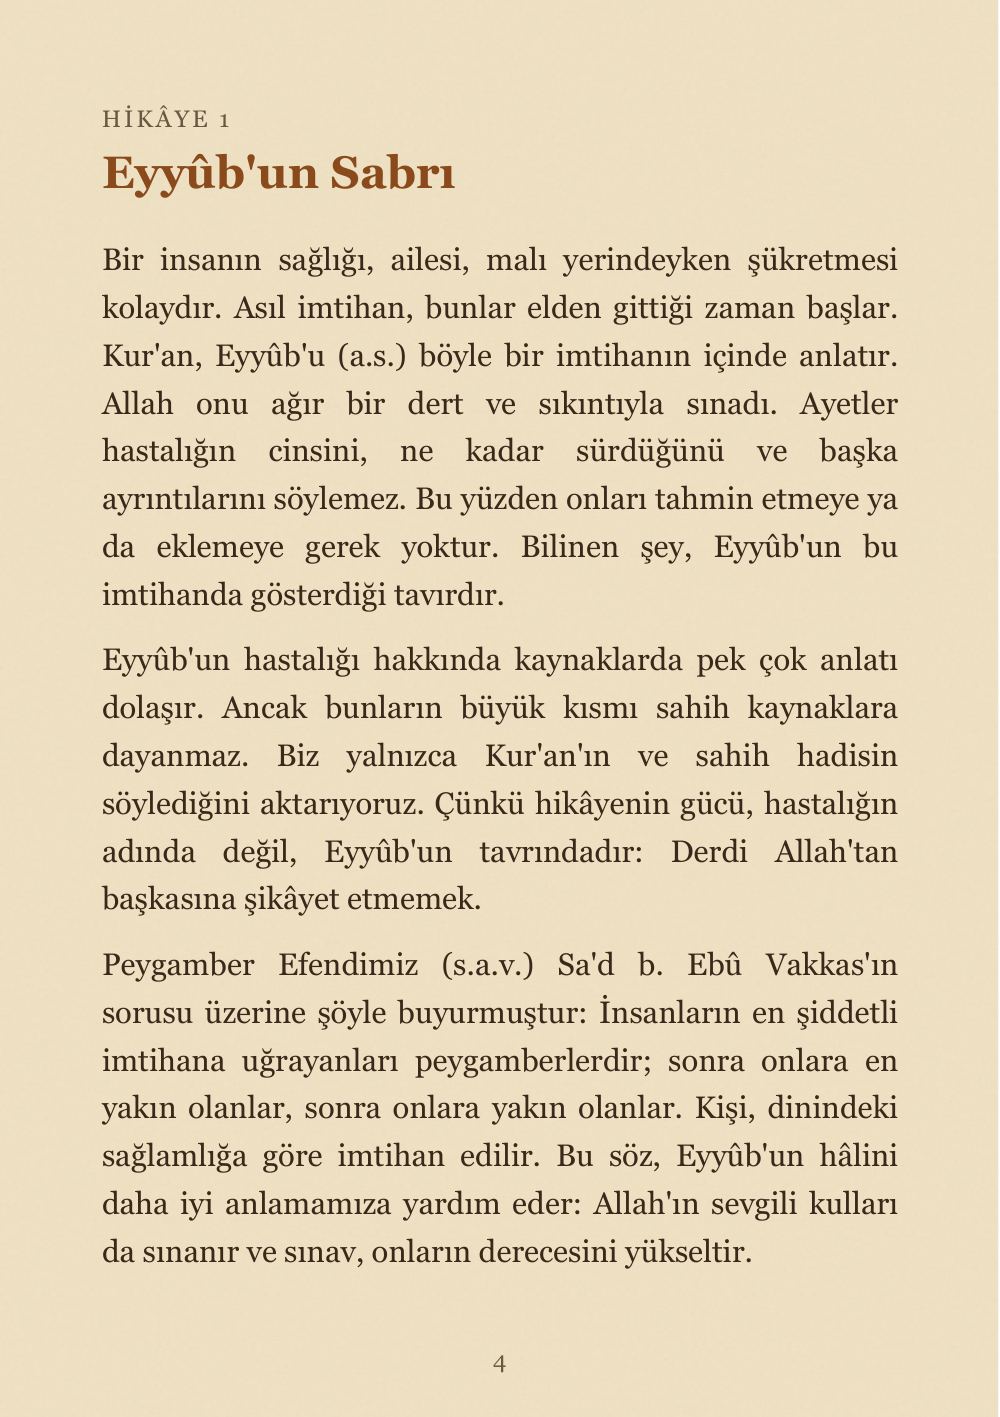 HİKÂYE 1
Eyyûb'un Sabrı
Bir insanın sağlığı, ailesi, malı yerindeyken şükretmesi
kolaydır. Asıl imtihan, bunlar elden gittiği zaman başlar.
Kur'an, Eyyûb'u (a.s.) böyle bir imtihanın içinde anlatır.
Allah onu ağır bir dert ve sıkıntıyla sınadı. Ayetler
hastalığın cinsini, ne kadar sürdüğünü ve başka
ayrıntılarını söylemez. Bu yüzden onları tahmin etmeye ya
da eklemeye gerek yoktur. Bilinen şey, Eyyûb'un bu
imtihanda gösterdiği tavırdır.
Eyyûb'un hastalığı hakkında kaynaklarda pek çok anlatı
dolaşır. Ancak bunların büyük kısmı sahih kaynaklara
dayanmaz. Biz yalnızca Kur'an'ın ve sahih hadisin
söylediğini aktarıyoruz. Çünkü hikâyenin gücü, hastalığın
adında değil, Eyyûb'un tavrındadır: Derdi Allah'tan
başkasına şikâyet etmemek.
Peygamber Efendimiz (s.a.v.) Sa'd b. Ebû Vakkas'ın
sorusu üzerine şöyle buyurmuştur: İnsanların en şiddetli
imtihana uğrayanları peygamberlerdir; sonra onlara en
yakın olanlar, sonra onlara yakın olanlar. Kişi, dinindeki
sağlamlığa göre imtihan edilir. Bu söz, Eyyûb'un hâlini
daha iyi anlamamıza yardım eder: Allah'ın sevgili kulları
da sınanır ve sınav, onların derecesini yükseltir.
4